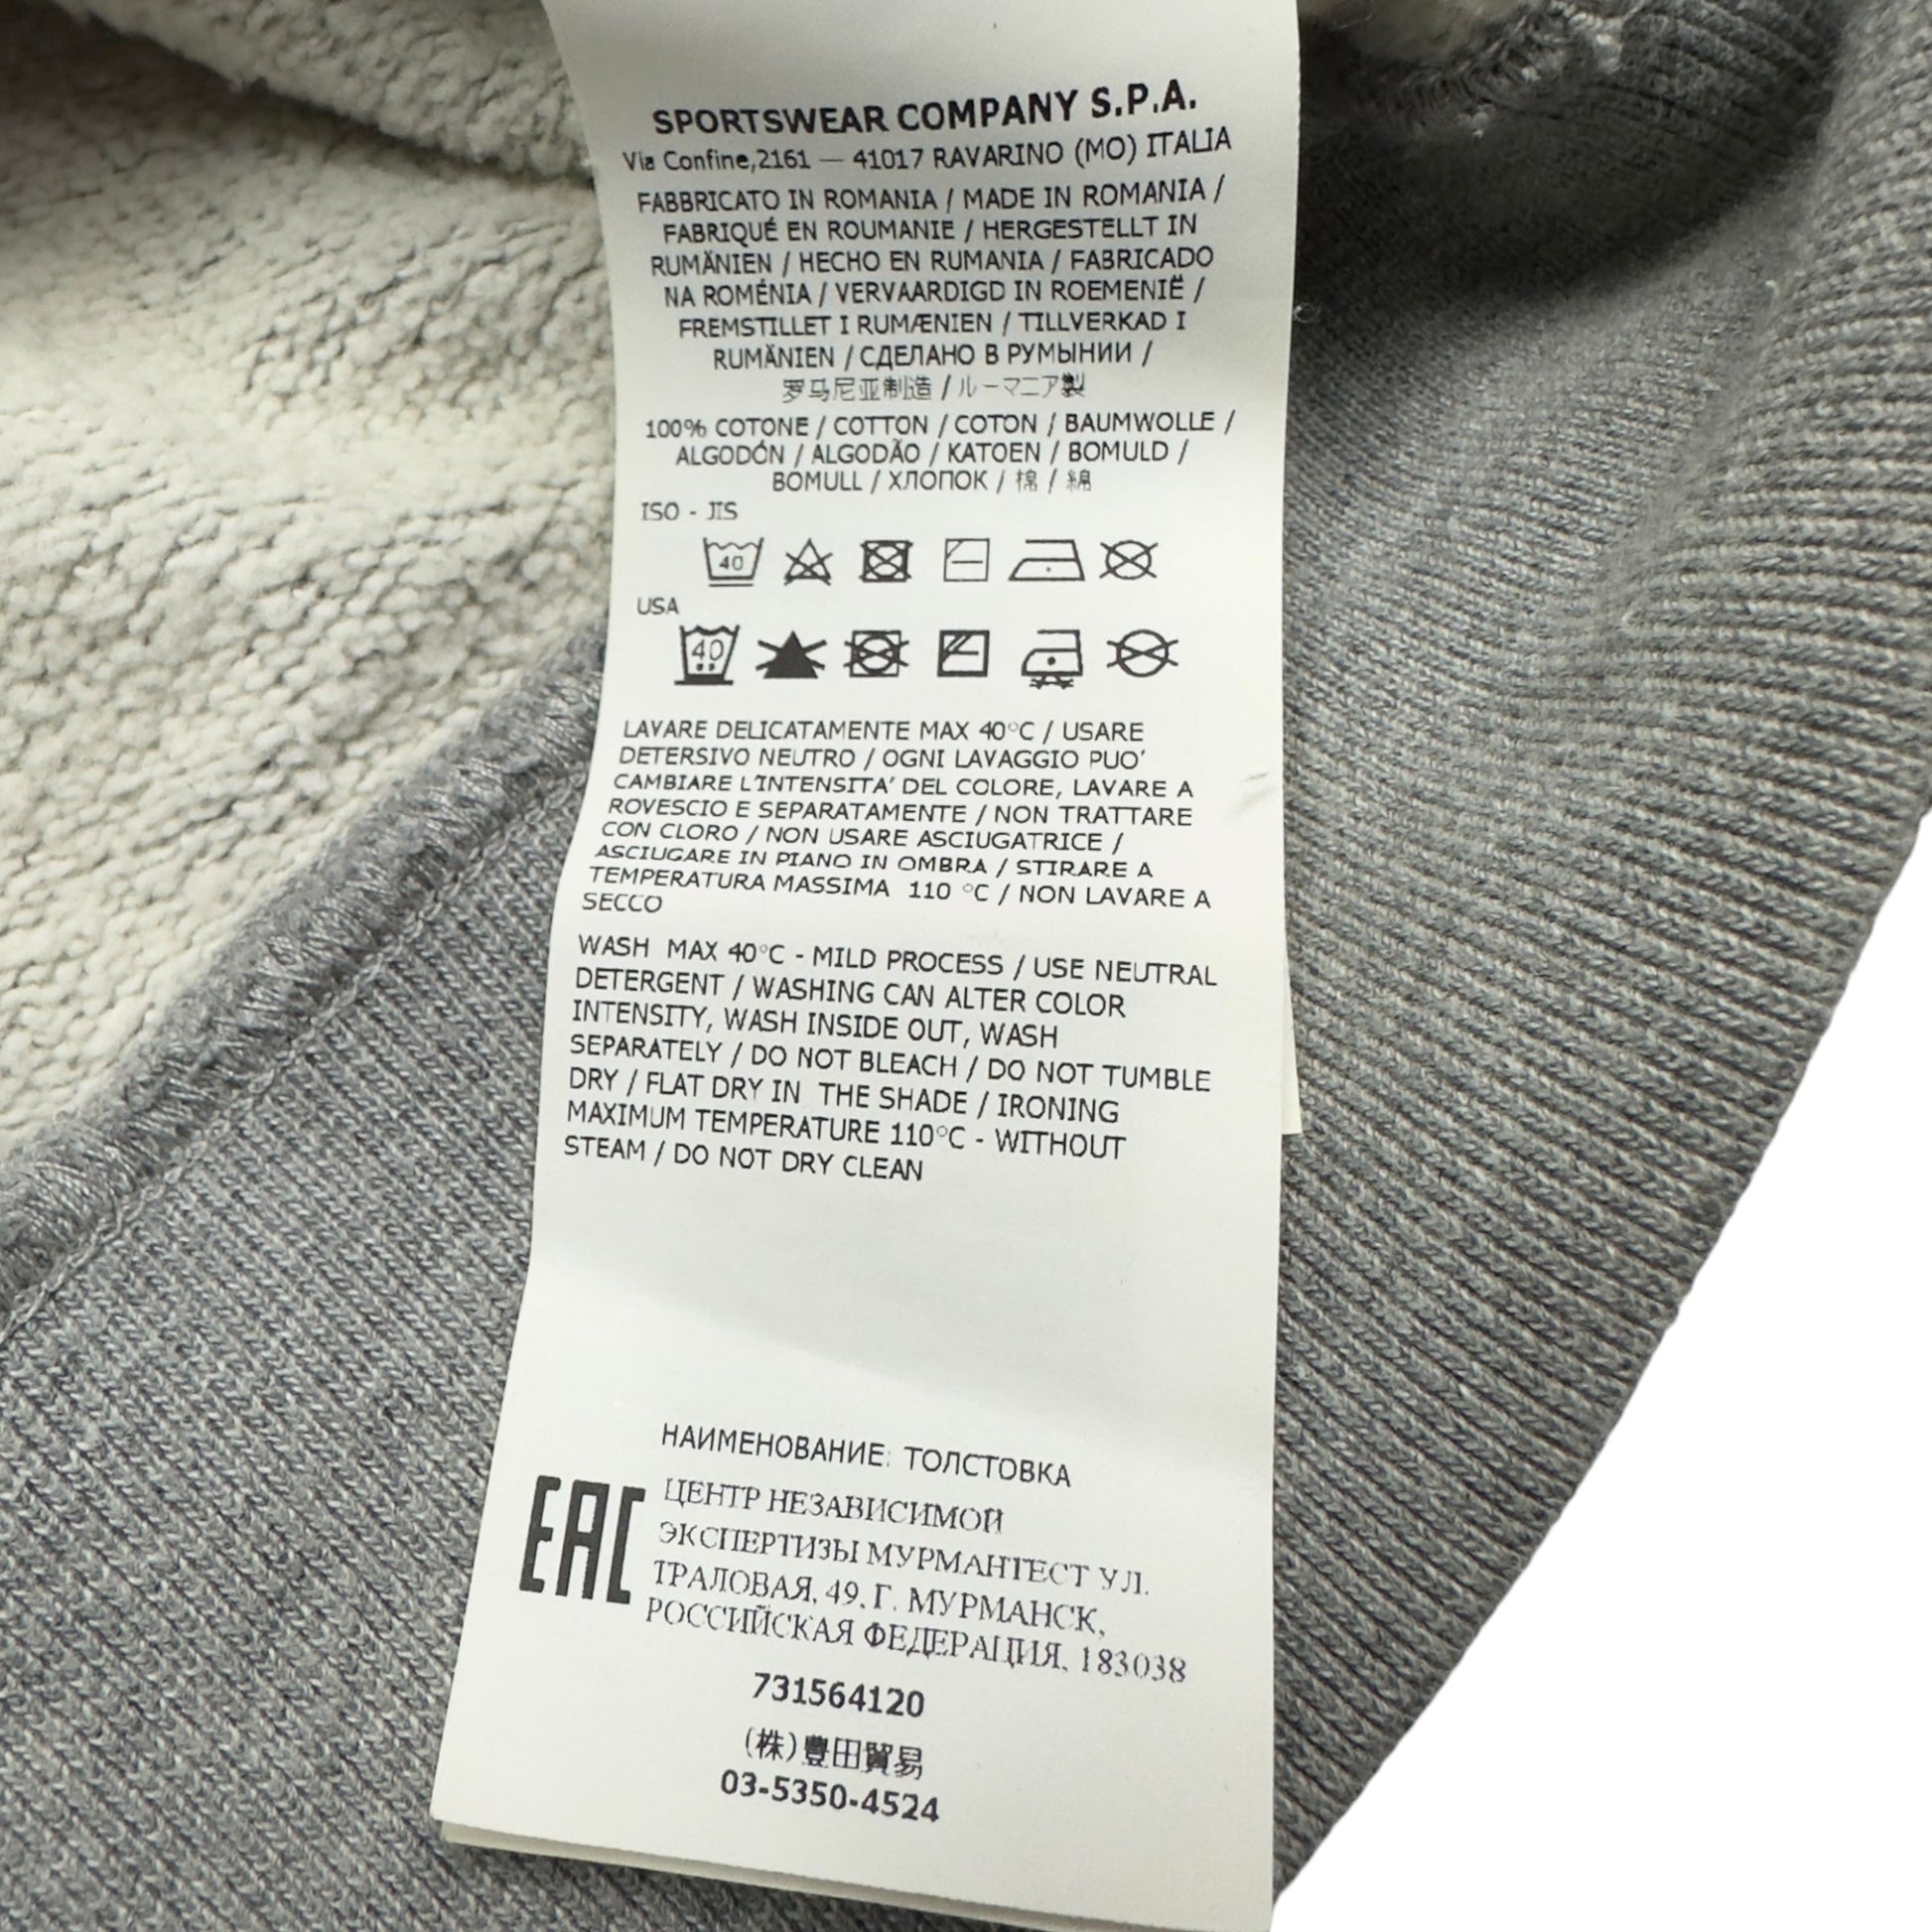 SPORTSWEAR COMPANY S.P.A.
Via Confine,2161 — 41017 RAVARINO (MO) ITALIA
FABBRICATO IN ROMANIA / MADE IN ROMANIA /
FABRIQUÉ EN ROUMANIE / HERGESTELLT IN
RUMÄNIEN / HECHO EN RUMANIA / FABRICADO
NA ROMÉNIA / VERVAARDIGD IN ROEMENIË /
FREMSTILLET I RUMÆNIEN / TILLVERKAD I
RUMÄNIEN / СДЕЛАНО В РУМЫНИИ /
罗马尼亚制造 / ルーマニア製
100% COTONE / COTTON / COTON / BAUMWOLLE /
ALGODÓN / ALGODÃO / KATOEN / BOMULD /
BOMULL / ХЛОПОК / 棉 / 綿
ISO - JIS
40
USA
40
LAVARE DELICATAMENTE MAX 40°C / USARE
DETERSIVO NEUTRO / OGNI LAVAGGIO PUO'
CAMBIARE L'INTENSITA' DEL COLORE, LAVARE A
ROVESCIO E SEPARATAMENTE / NON TRATTARE
CON CLORO / NON USARE ASCIUGATRICE /
ASCIUGARE IN PIANO IN OMBRA / STIRARE A
TEMPERATURA MASSIMA 110 °C / NON LAVARE A
SECCO
WASH MAX 40°C - MILD PROCESS / USE NEUTRAL
DETERGENT / WASHING CAN ALTER COLOR
INTENSITY, WASH INSIDE OUT, WASH
SEPARATELY / DO NOT BLEACH / DO NOT TUMBLE
DRY / FLAT DRY IN THE SHADE / IRONING
MAXIMUM TEMPERATURE 110°C - WITHOUT
STEAM / DO NOT DRY CLEAN
НАИМЕНОВАНИЕ: ТОЛСТОВКА
EAC
ЦЕНТР НЕЗАВИСИМОЙ
ЭКСПЕРТИЗЫ МУРМАНТЕСТ УЛ.
ТРАЛОВАЯ, 49, Г. МУРМАНСК,
РОССИЙСКАЯ ФЕДЕРАЦИЯ, 183038
731564120
(株)豊田貿易
03-5350-4524